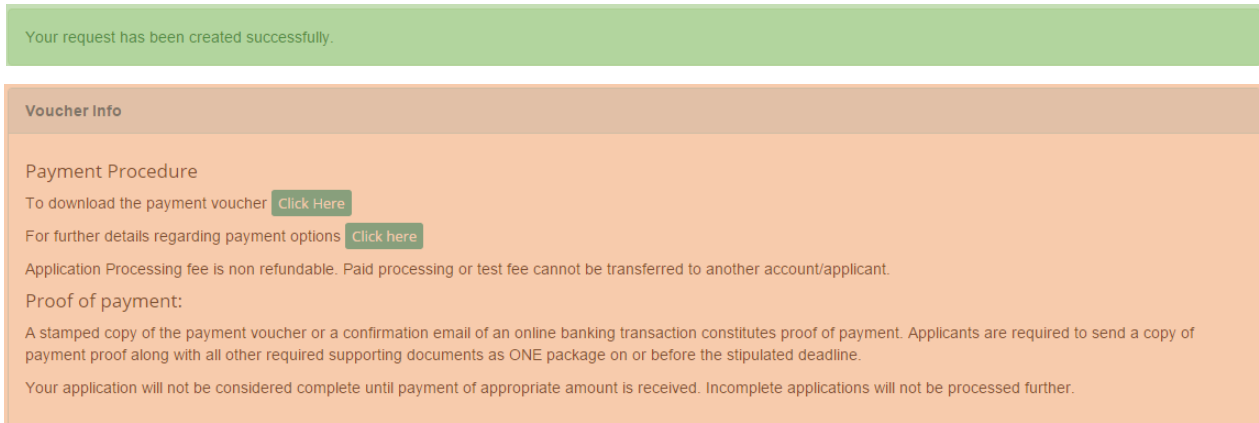 Your request has been created successfully.
Voucher Info
Payment Procedure
To download the payment voucher Click Here
For further details regarding payment options Click here
Application Processing fee is non refundable. Paid processing or test fee cannot be transferred to another account/applicant.
Proof of payment:
A stamped copy of the payment voucher or a confirmation email of an online banking transaction constitutes proof of payment. Applicants are required to send a copy of
payment proof along with all other required supporting documents as ONE package on or before the stipulated deadline.
Your application will not be considered complete until payment of appropriate amount is received. Incomplete applications will not be processed further.